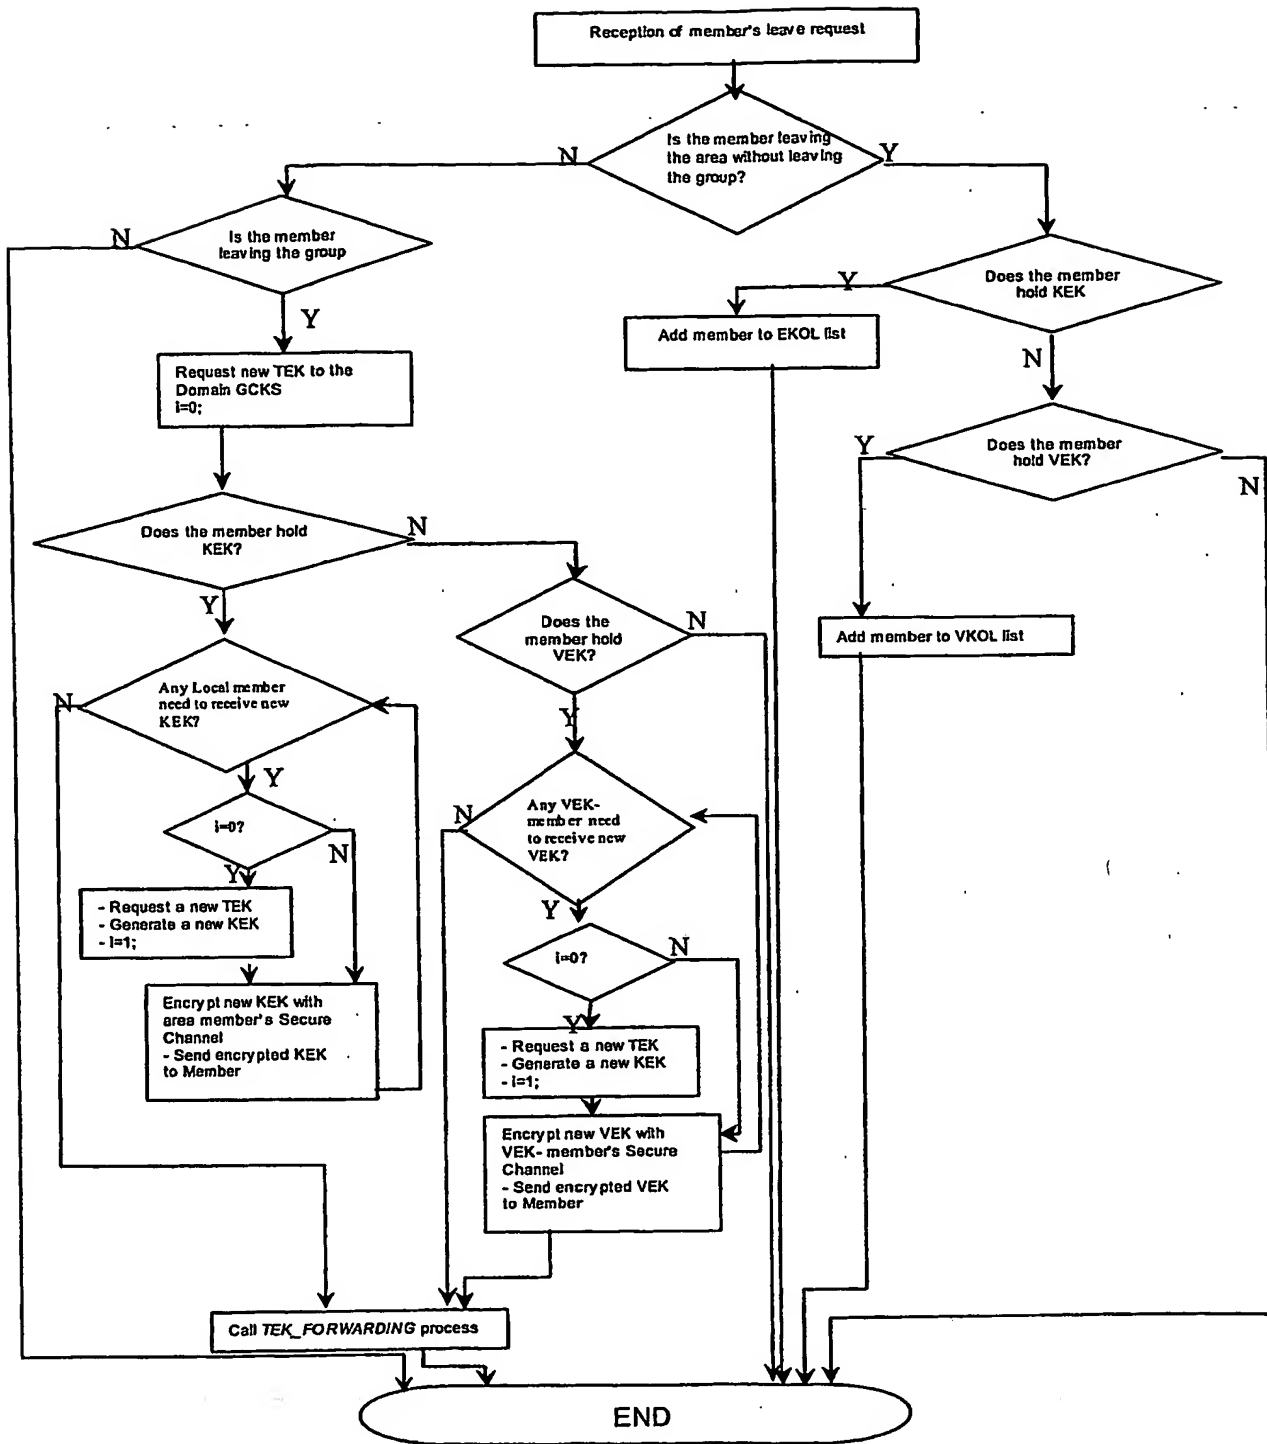 Reception of member's leave request
Is the member leaving
the area without leaving
the group?
N
Y
Is the member
leaving the group
N
Y
Does the member
hold KEK
Y
N
Add member to EKOL list
Request new TEK to the
Domain GCKS
i=0;
Does the member
hold VEK?
Y
N
Does the member hold
KEK?
N
Y
Does the
member hold
VEK?
N
Y
Add member to VKOL list
Any Local member
need to receive new
KEK?
N
Y
i=0?
N
Y
Any VEK-
member need
to receive new
VEK?
N
Y
- Request a new TEK
- Generate a new KEK
- i=1;
i=0?
N
Y
Encrypt new KEK with
area member's Secure
Channel
- Send encrypted KEK
to Member
- Request a new TEK
- Generate a new KEK
- i=1;
Encrypt new VEK with
VEK- member's Secure
Channel
- Send encrypted VEK
to Member
Call TEK_FORWARDING process
END